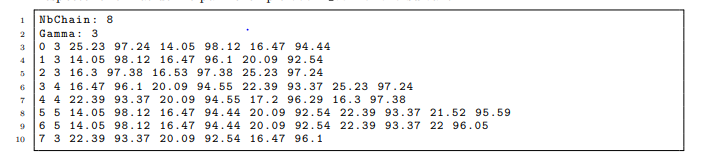 1 NbChain: 8
2 Gamma: 3
3 0 3 25.23 97.24 14.05 98.12 16.47 94.44
4 1 3 14.05 98.12 16.47 96.1 20.09 92.54
5 2 3 16.3 97.38 16.53 97.38 25.23 97.24
6 3 4 16.47 96.1 20.09 94.55 22.39 93.37 25.23 97.24
7 4 4 22.39 93.37 20.09 94.55 17.2 96.29 16.3 97.38
8 5 5 14.05 98.12 16.47 94.44 20.09 92.54 22.39 93.37 21.52 95.59
9 6 5 14.05 98.12 16.47 94.44 20.09 92.54 22.39 93.37 22 96.05
10 7 3 22.39 93.37 20.09 92.54 16.47 96.1